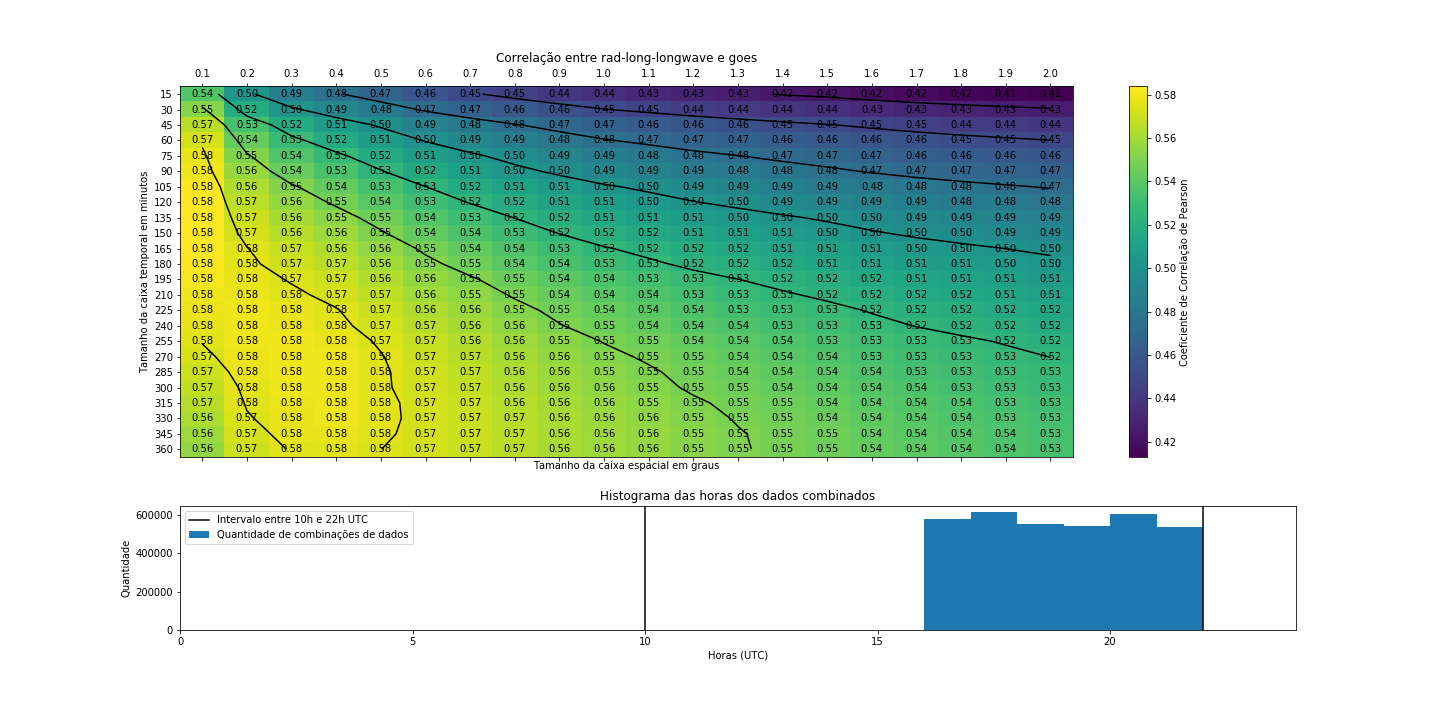 Correlação entre rad-long-longwave e goes
0.1 0.2 0.3 0.4 0.5 0.6 0.7 0.8 0.9 1.0 1.1 1.2 1.3 1.4 1.5 1.6 1.7 1.8 1.9 2.0
15 0.54 0.50 0.49 0.48 0.47 0.46 0.45 0.45 0.44 0.44 0.43 0.43 0.43 0.42 0.42 0.42 0.42 0.42 0.41 0.41
30 0.55 0.52 0.50 0.49 0.48 0.47 0.47 0.46 0.46 0.45 0.45 0.44 0.44 0.44 0.44 0.43 0.43 0.43 0.43 0.43
45 0.57 0.53 0.52 0.51 0.50 0.49 0.48 0.48 0.47 0.47 0.46 0.46 0.46 0.45 0.45 0.45 0.45 0.44 0.44 0.44
60 0.57 0.54 0.53 0.52 0.51 0.50 0.49 0.49 0.48 0.48 0.47 0.47 0.47 0.46 0.46 0.46 0.46 0.46 0.45 0.45
75 0.58 0.55 0.54 0.53 0.52 0.51 0.50 0.50 0.49 0.49 0.48 0.48 0.48 0.47 0.47 0.47 0.46 0.46 0.46 0.46
90 0.58 0.56 0.54 0.53 0.53 0.52 0.51 0.50 0.50 0.49 0.49 0.49 0.48 0.48 0.48 0.47 0.47 0.47 0.47 0.47
105 0.58 0.56 0.55 0.54 0.53 0.53 0.52 0.51 0.51 0.50 0.50 0.49 0.49 0.49 0.49 0.48 0.48 0.48 0.48 0.47
120 0.58 0.57 0.56 0.55 0.54 0.53 0.52 0.52 0.51 0.51 0.50 0.50 0.50 0.49 0.49 0.49 0.49 0.48 0.48 0.48
135 0.58 0.57 0.56 0.55 0.55 0.54 0.53 0.52 0.52 0.51 0.51 0.51 0.50 0.50 0.50 0.50 0.49 0.49 0.49 0.49
150 0.58 0.57 0.56 0.56 0.55 0.54 0.54 0.53 0.52 0.52 0.52 0.51 0.51 0.51 0.50 0.50 0.50 0.50 0.49 0.49
165 0.58 0.58 0.57 0.56 0.56 0.55 0.54 0.54 0.53 0.53 0.52 0.52 0.52 0.51 0.51 0.51 0.50 0.50 0.50 0.50
180 0.58 0.58 0.57 0.57 0.56 0.55 0.55 0.54 0.54 0.53 0.53 0.52 0.52 0.52 0.51 0.51 0.51 0.51 0.50 0.50
195 0.58 0.58 0.57 0.57 0.56 0.56 0.55 0.55 0.54 0.54 0.53 0.53 0.53 0.52 0.52 0.52 0.51 0.51 0.51 0.51
210 0.58 0.58 0.58 0.57 0.57 0.56 0.55 0.55 0.54 0.54 0.54 0.53 0.53 0.53 0.52 0.52 0.52 0.52 0.51 0.51
225 0.58 0.58 0.58 0.58 0.57 0.56 0.56 0.55 0.55 0.54 0.54 0.54 0.53 0.53 0.53 0.52 0.52 0.52 0.52 0.52
240 0.58 0.58 0.58 0.58 0.57 0.57 0.56 0.56 0.55 0.55 0.54 0.54 0.54 0.53 0.53 0.53 0.52 0.52 0.52 0.52
255 0.58 0.58 0.58 0.58 0.57 0.57 0.56 0.56 0.55 0.55 0.55 0.54 0.54 0.54 0.53 0.53 0.53 0.53 0.52 0.52
270 0.57 0.58 0.58 0.58 0.58 0.57 0.57 0.56 0.56 0.55 0.55 0.55 0.54 0.54 0.54 0.53 0.53 0.53 0.53 0.52
285 0.57 0.58 0.58 0.58 0.58 0.57 0.57 0.56 0.56 0.56 0.55 0.55 0.54 0.54 0.54 0.54 0.53 0.53 0.53 0.53
300 0.57 0.58 0.58 0.58 0.58 0.57 0.57 0.56 0.56 0.56 0.55 0.55 0.55 0.54 0.54 0.54 0.54 0.53 0.53 0.53
315 0.57 0.58 0.58 0.58 0.58 0.57 0.57 0.57 0.56 0.56 0.56 0.55 0.55 0.55 0.54 0.54 0.54 0.54 0.53 0.53
330 0.56 0.57 0.58 0.58 0.58 0.57 0.57 0.57 0.56 0.56 0.56 0.55 0.55 0.55 0.54 0.54 0.54 0.54 0.53 0.53
345 0.56 0.57 0.58 0.58 0.58 0.57 0.57 0.57 0.56 0.56 0.56 0.55 0.55 0.55 0.55 0.54 0.54 0.54 0.54 0.53
360 0.56 0.57 0.58 0.58 0.58 0.57 0.57 0.57 0.56 0.56 0.56 0.55 0.55 0.55 0.55 0.54 0.54 0.54 0.54 0.53
Tamanho da caixa temporal em minutos
Tamanho da caixa espacial em graus
0.58
0.56
0.54
0.52
0.50
0.48
0.46
0.44
0.42
Coeficiente de Correlação de Pearson
Histograma das horas dos dados combinados
Intervalo entre 10h e 22h UTC
Quantidade de combinações de dados
600000
400000
200000
0
Quantidade
0 5 10 15 20
Horas (UTC)